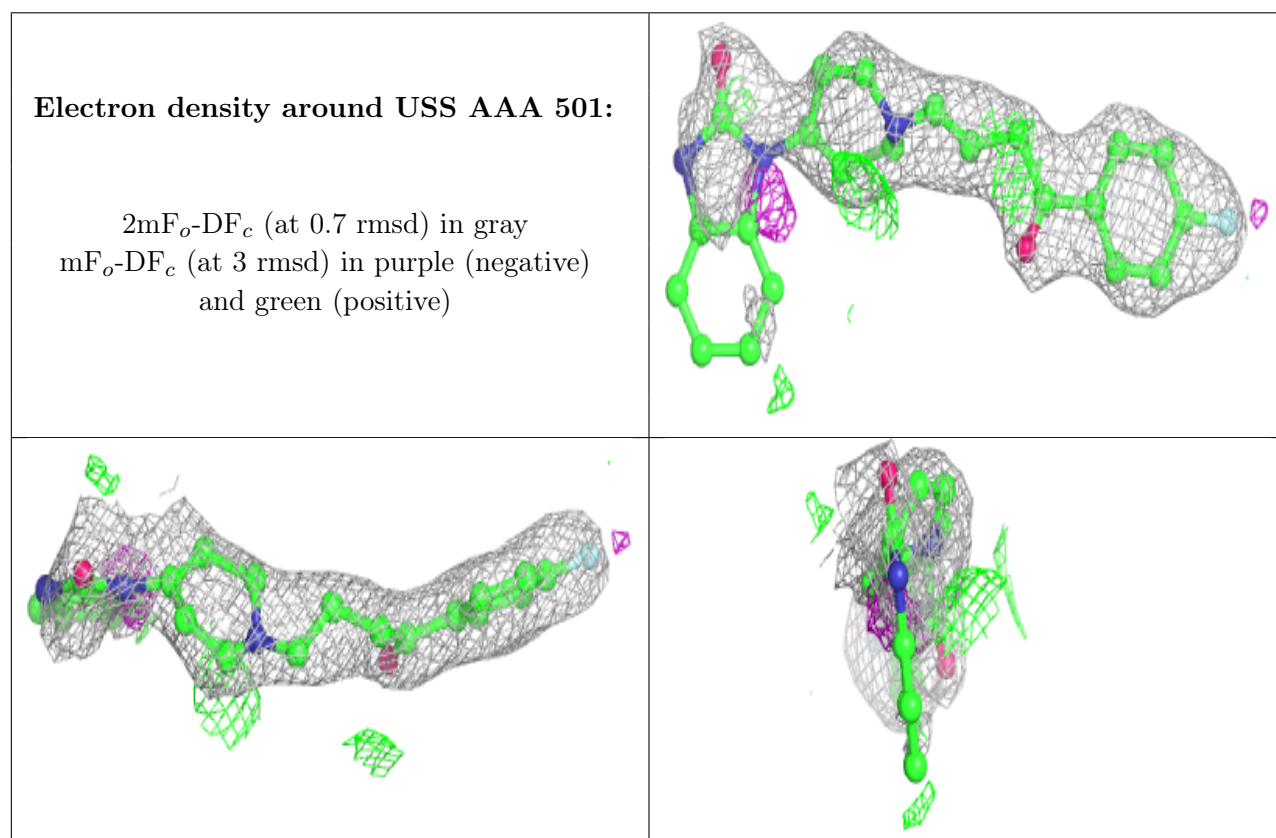 Electron density around USS AAA 501:
2mFo-DFc (at 0.7 rmsd) in gray
mFo-DFc (at 3 rmsd) in purple (negative)
and green (positive)